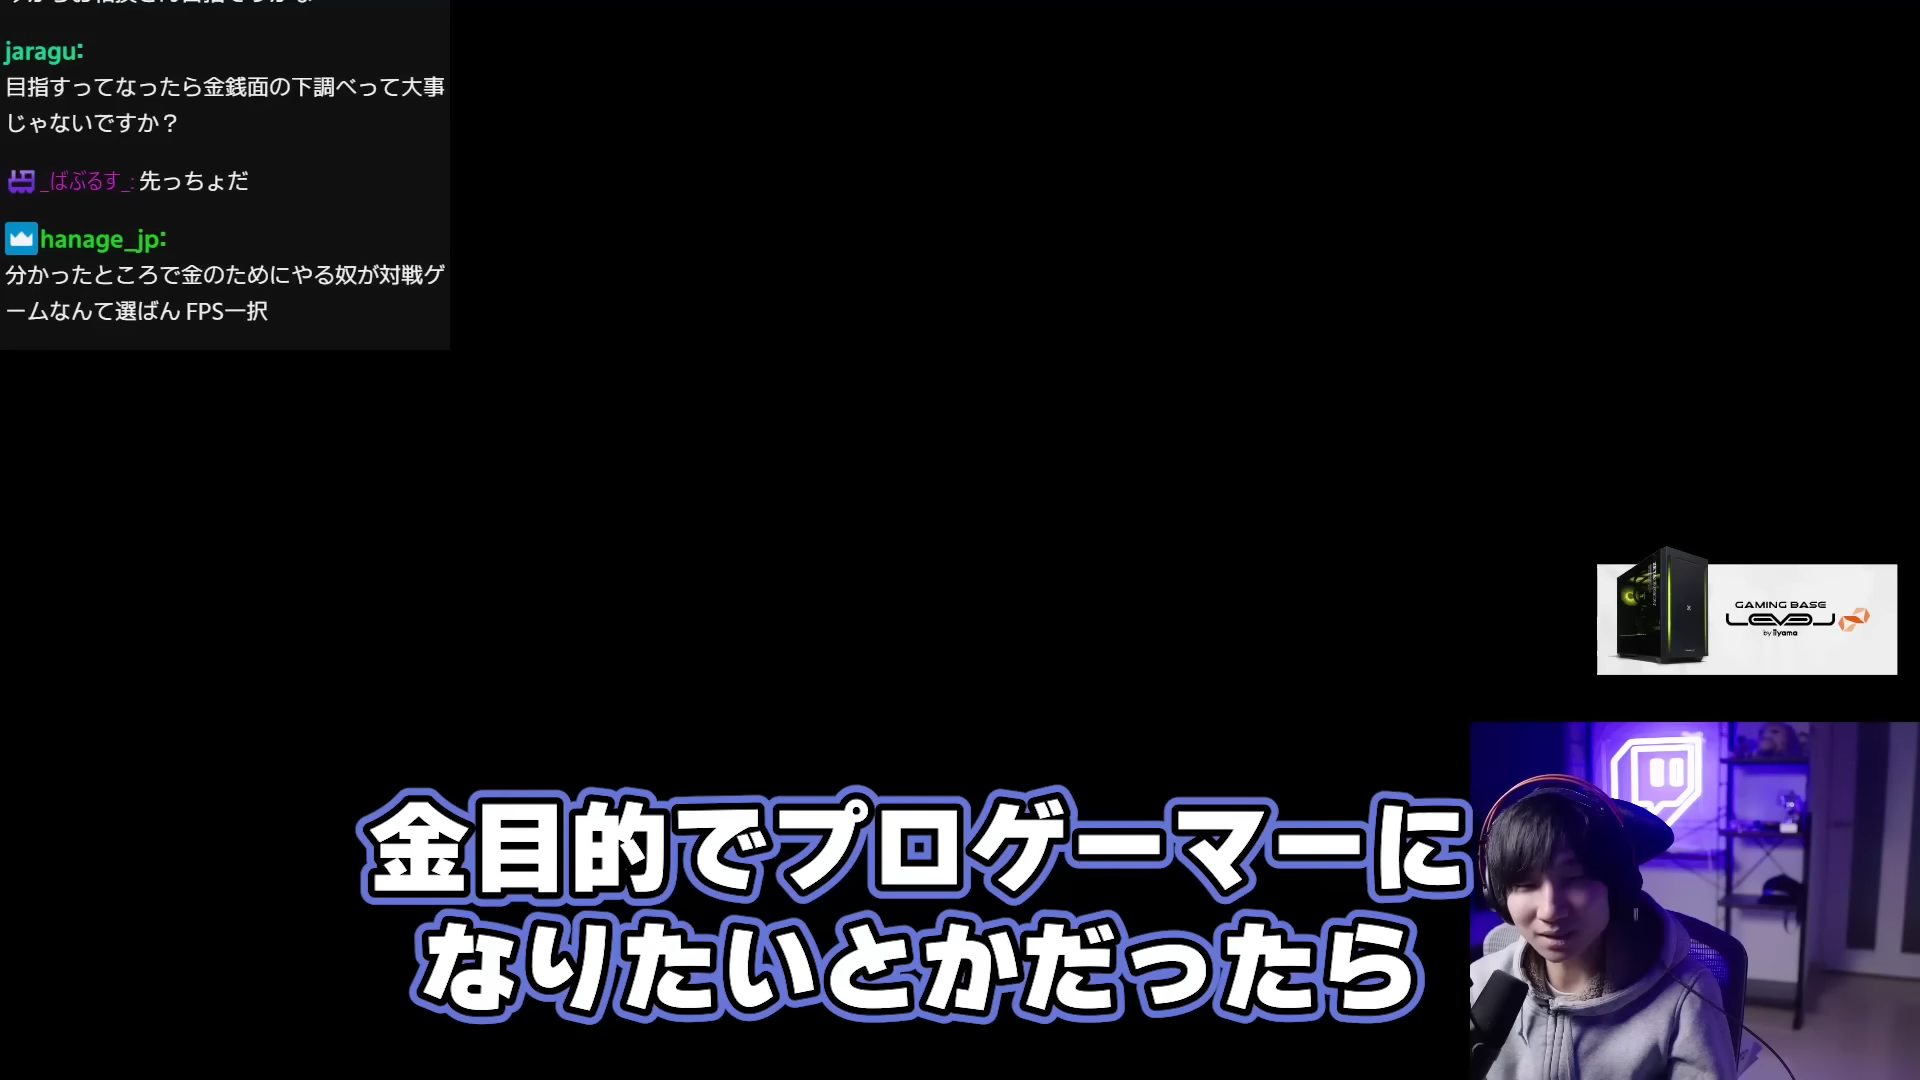 jaragu:
目指すってなったら金銭面の下調べって大事
じゃないですか？
_ばぶるす_: 先っちょだ
hanage_jp:
分かったところで金のためにやる奴が対戦ゲ
ームなんて選ばん FPS一択
GAMING BASE
LEVEL
by iiyama
金目的でプロゲーマーに
なりたいとかだったら